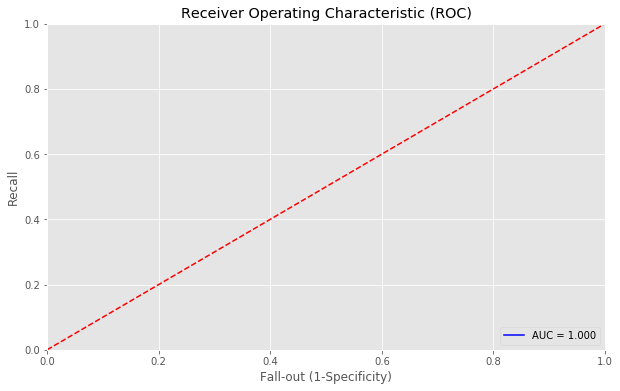 Receiver Operating Characteristic (ROC)
1.0
0.8
0.6
0.4
0.2
0.0
Recall
0.0 0.2 0.4 0.6 0.8 1.0
Fall-out (1-Specificity)
AUC = 1.000